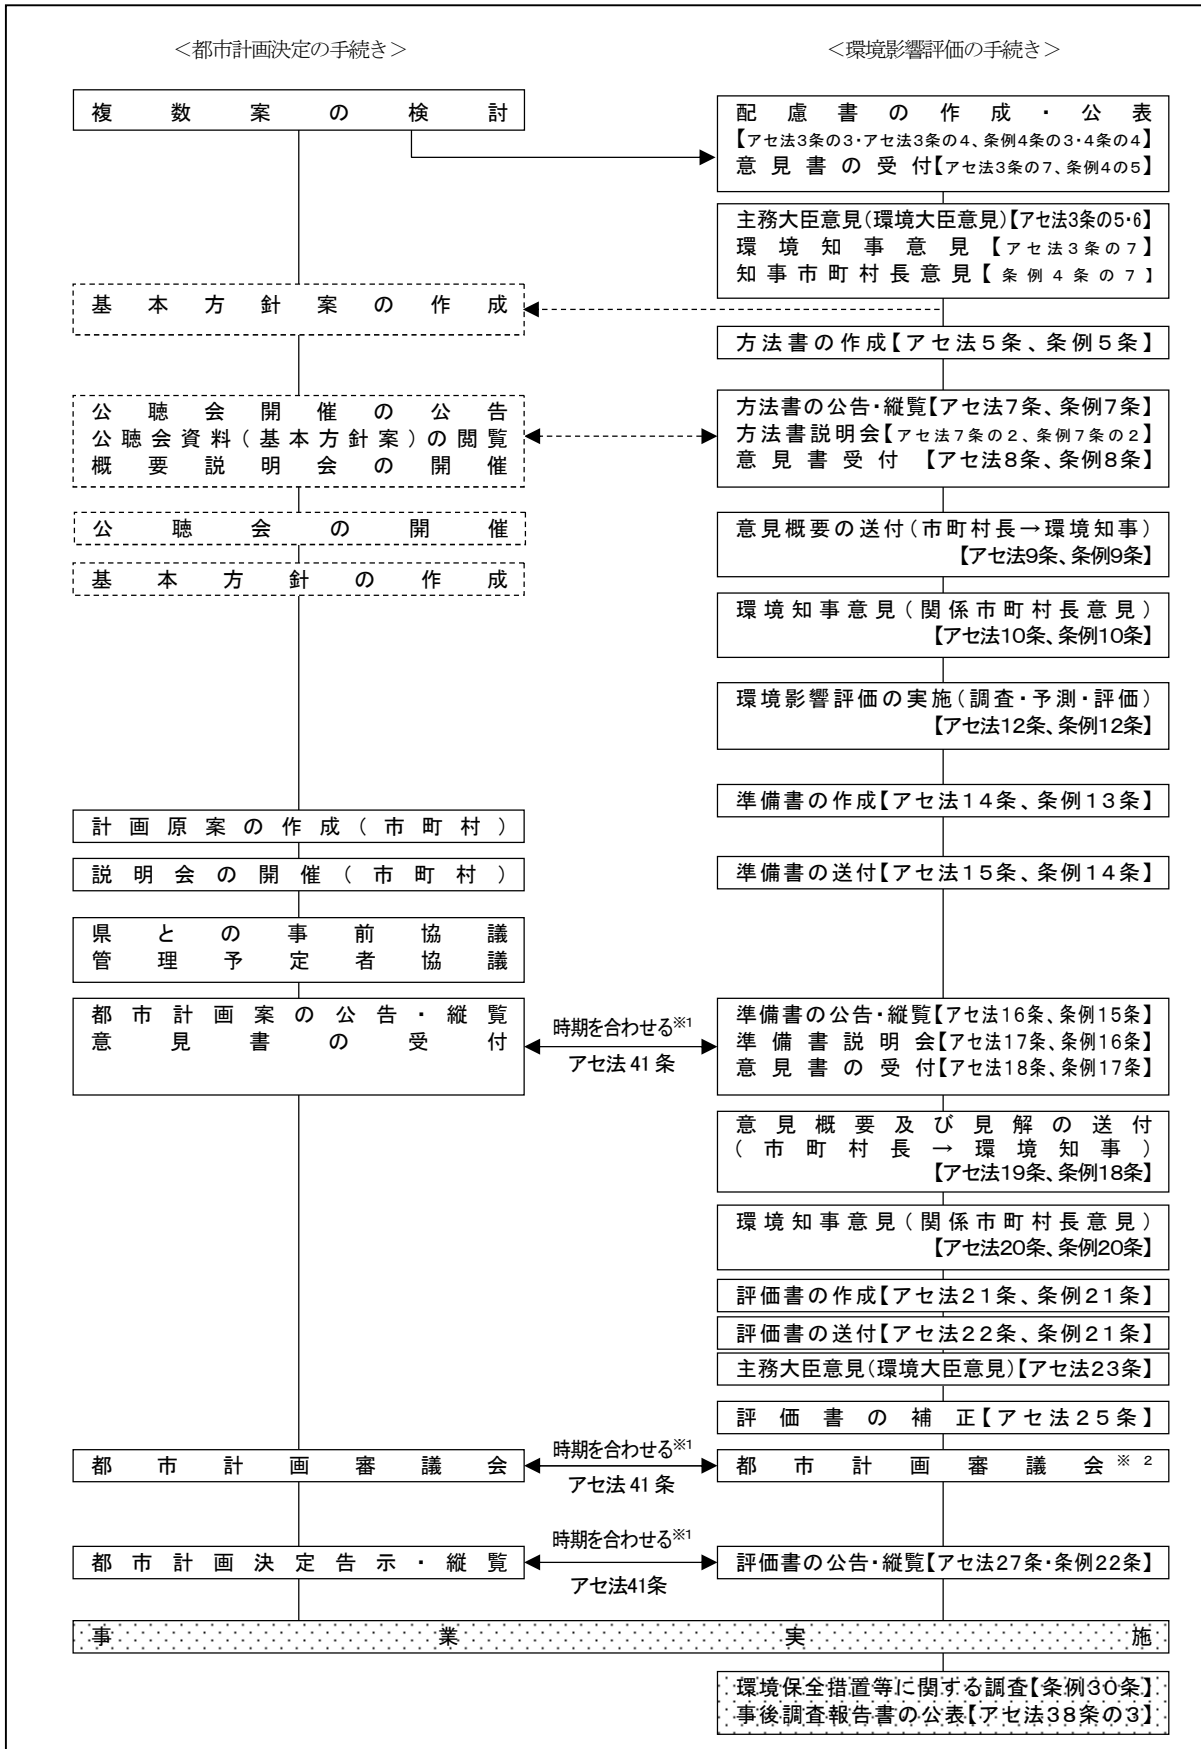 ＜都市計画決定の手続き＞
＜環境影響評価の手続き＞
複数案の検討
配慮書の作成・公表
【アセ法3条の3・アセ法3条の4、条例4条の3・4条の4】
意見書の受付【アセ法3条の7、条例4の5】
主務大臣意見（環境大臣意見）【アセ法3条の5・6】
環境知事意見【アセ法3条の7】
知事市町村長意見【条例4条の7】
基本方針案の作成
方法書の作成【アセ法5条、条例5条】
公聴会開催の公告
公聴会資料（基本方針案）の閲覧
概要説明会の開催
方法書の公告・縦覧【アセ法7条、条例7条】
方法書説明会【アセ法7条の2、条例7条の2】
意見書受付【アセ法8条、条例8条】
公聴会の開催
意見概要の送付（市町村長→環境知事）
【アセ法9条、条例9条】
基本方針の作成
環境知事意見（関係市町村長意見）
【アセ法10条、条例10条】
環境影響評価の実施（調査・予測・評価）
【アセ法12条、条例12条】
準備書の作成【アセ法14条、条例13条】
計画原案の作成（市町村）
説明会の開催（市町村）
準備書の送付【アセ法15条、条例14条】
県との事前協議
管理予定者協議
都市計画案の公告・縦覧
意見書の受付
時期を合わせる※1
アセ法41条
準備書の公告・縦覧【アセ法16条、条例15条】
準備書説明会【アセ法17条、条例16条】
意見書の受付【アセ法18条、条例17条】
意見概要及び見解の送付
（市町村長→環境知事）
【アセ法19条、条例18条】
環境知事意見（関係市町村長意見）
【アセ法20条、条例20条】
評価書の作成【アセ法21条、条例21条】
評価書の送付【アセ法22条、条例21条】
主務大臣意見（環境大臣意見）【アセ法23条】
評価書の補正【アセ法25条】
都市計画審議会
時期を合わせる※1
アセ法41条
都市計画審議会※2
都市計画決定告示・縦覧
時期を合わせる※1
アセ法41条
評価書の公告・縦覧【アセ法27条・条例22条】
事業実施
環境保全措置等に関する調査【条例30条】
事後調査報告書の公表【アセ法38条の3】